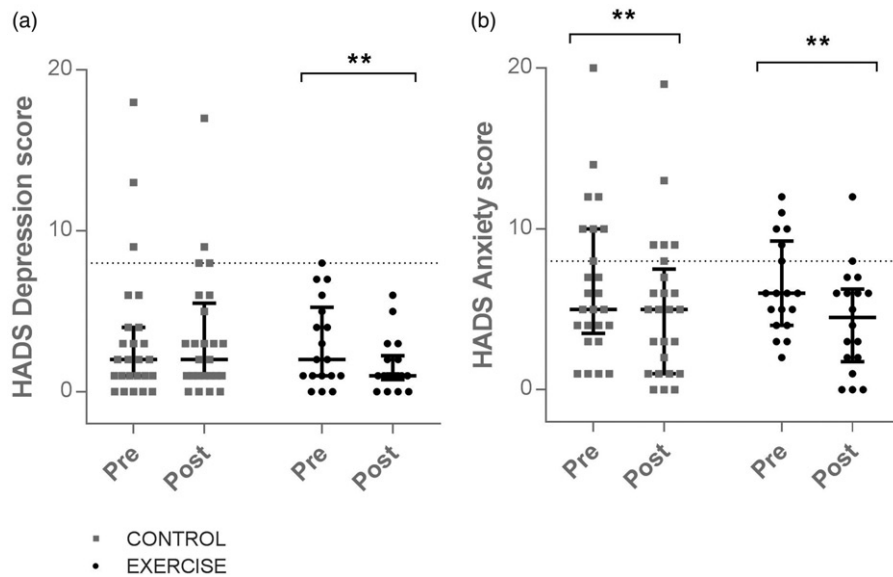 (a)
**
20
10
0
HADS Depression score
Pre
Post
Pre
Post
(b)
**
**
20
10
0
HADS Anxiety score
Pre
Post
Pre
Post
CONTROL
EXERCISE